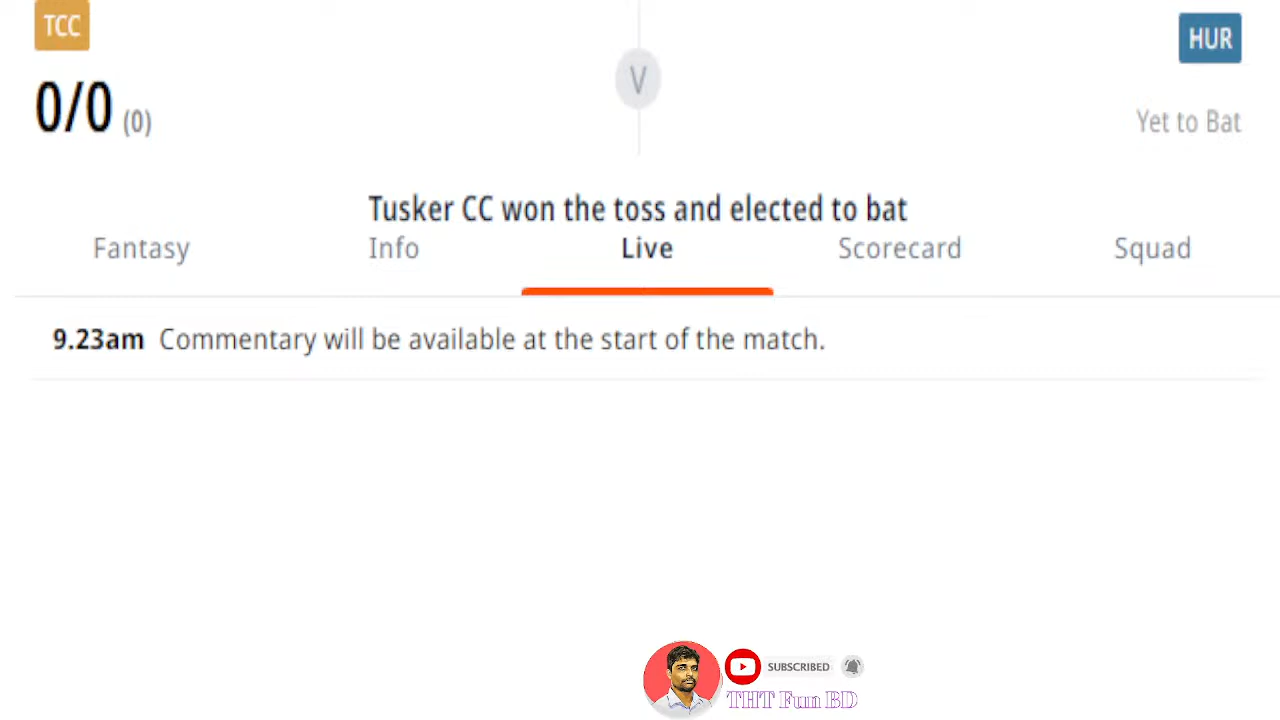 TCC
HUR
V
0/0 (0)
Yet to Bat
Tusker CC won the toss and elected to bat
Fantasy Info Live Scorecard Squad
9.23am Commentary will be available at the start of the match.
SUBSCRIBED
THT Fun BD